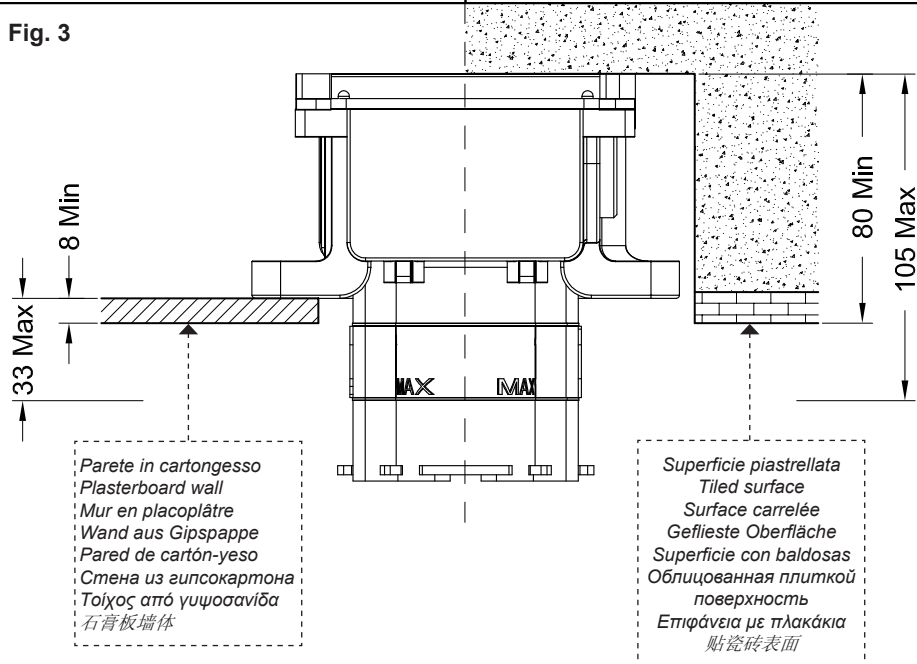 Fig. 3
8 Min
33 Max
80 Min
105 Max
MAX MAX
Parete in cartongesso
Plasterboard wall
Mur en placoplâtre
Wand aus Gipspappe
Pared de cartón-yeso
Стена из гипсокартона
Τοίχος από γυψοσανίδα
石膏板墙体
Superficie piastrellata
Tiled surface
Surface carrelée
Geflieste Oberfläche
Superficie con baldosas
Облицованная плиткой
поверхность
Επιφάνεια με πλακάκια
贴瓷砖表面